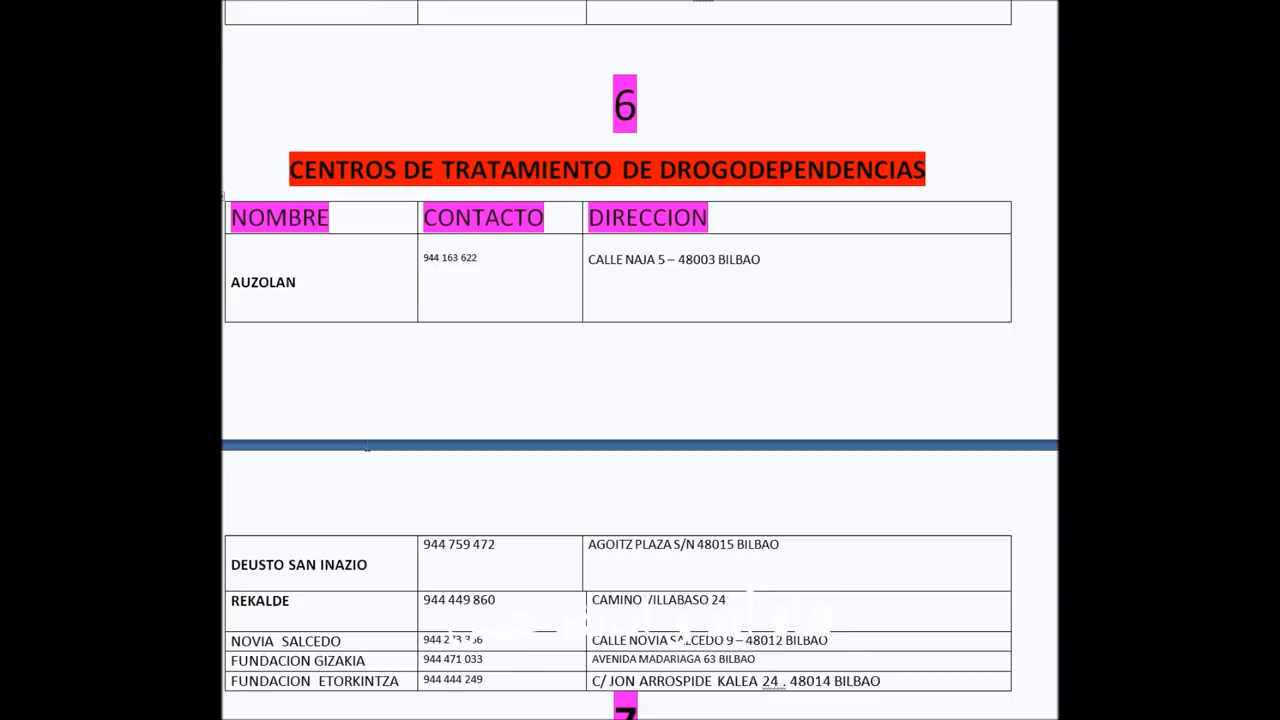 6
CENTROS DE TRATAMIENTO DE DROGODEPENDENCIAS
NOMBRE CONTACTO DIRECCION
AUZOLAN 944 163 622 CALLE NAJA 5 – 48003 BILBAO
DEUSTO SAN INAZIO 944 759 472 AGOITZ PLAZA S/N 48015 BILBAO
REKALDE 944 449 860 CAMINO VILLABASO 24
NOVIA SALCEDO CALLE NOVIA SALCEDO 9 – 48012 BILBAO
FUNDACION GIZAKIA 944 471 033 AVENIDA MADARIAGA 63 BILBAO
FUNDACION ETORKINTZA 944 444 249 C/ JON ARROSPIDE KALEA 24 . 48014 BILBAO
7